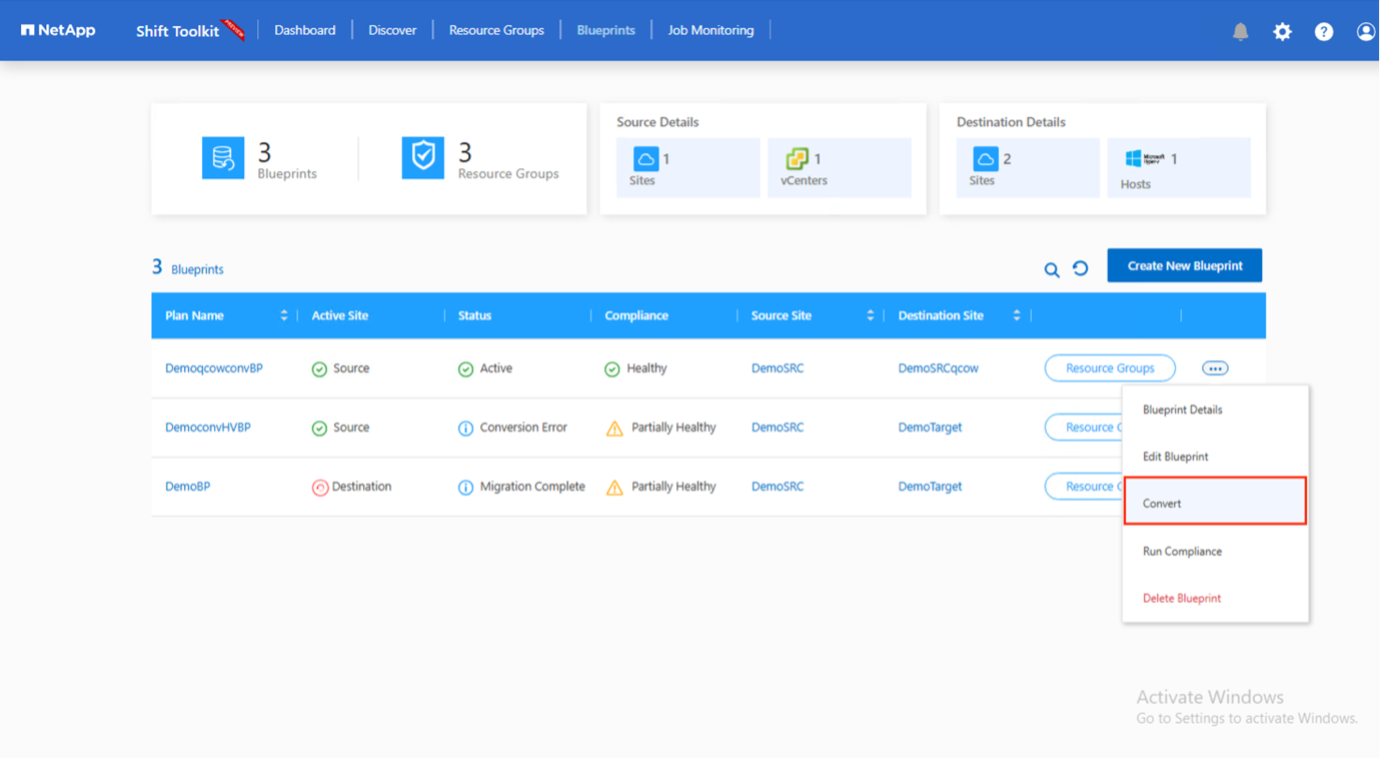 NetApp Shift Toolkit PREVIEW Dashboard Discover Resource Groups Blueprints Job Monitoring
3 Blueprints
3 Resource Groups
Source Details
1 Sites
1 vCenters
Destination Details
2 Sites
Microsoft Hyper-V 1 Hosts
3 Blueprints
Create New Blueprint
Plan Name Active Site Status Compliance Source Site Destination Site
DemoqcowconvBP Source Active Healthy DemoSRC DemoSRCqcow Resource Groups
DemoconvHVBP Source Conversion Error Partially Healthy DemoSRC DemoTarget Resource G
DemoBP Destination Migration Complete Partially Healthy DemoSRC DemoTarget Resource G
Blueprint Details
Edit Blueprint
Convert
Run Compliance
Delete Blueprint
Activate Windows
Go to Settings to activate Windows.